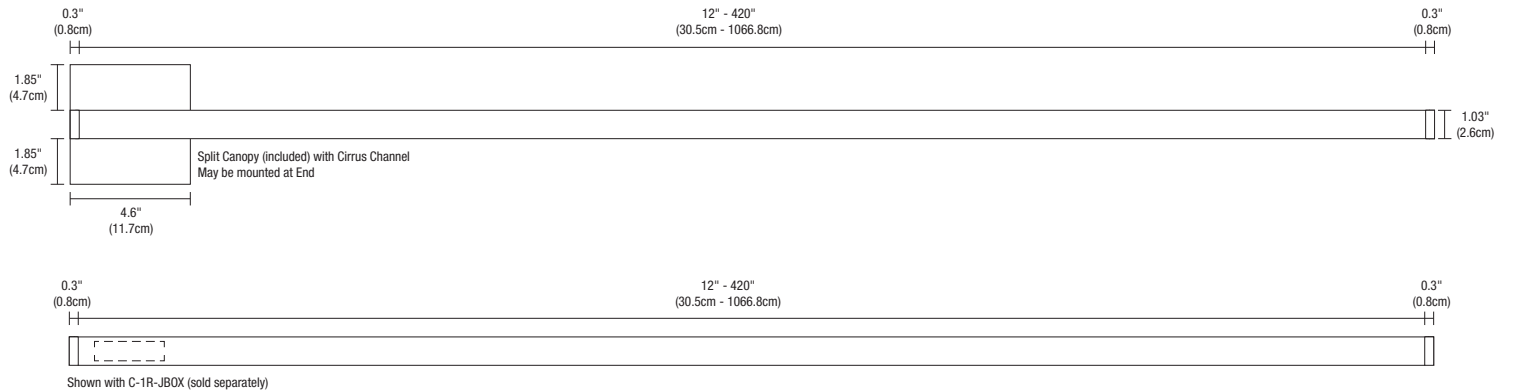 0.3"
(0.8cm)
12" - 420"
(30.5cm - 1066.8cm)
0.3"
(0.8cm)
1.85"
(4.7cm)
1.03"
(2.6cm)
1.85"
(4.7cm)
Split Canopy (included) with Cirrus Channel
May be mounted at End
4.6"
(11.7cm)
0.3"
(0.8cm)
12" - 420"
(30.5cm - 1066.8cm)
0.3"
(0.8cm)
Shown with C-1R-JBOX (sold separately)